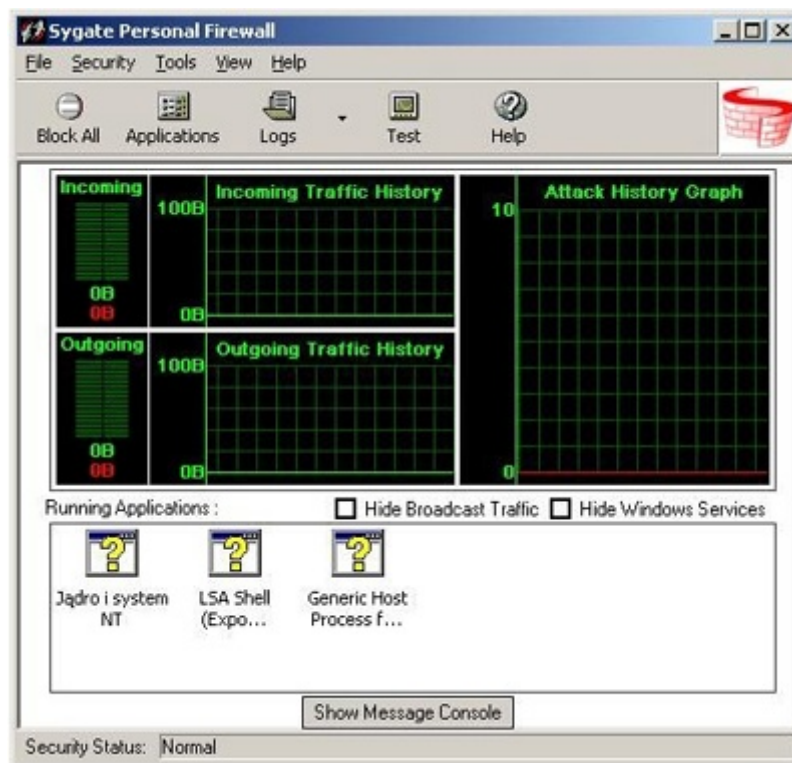 Sygate Personal Firewall
File Security Tools View Help
Block All Applications Logs Test Help
Incoming
0B
0B
Incoming Traffic History
100B
0B
Attack History Graph
10
0
Outgoing
0B
0B
Outgoing Traffic History
100B
0B
Running Applications :
Hide Broadcast Traffic
Hide Windows Services
Jądro i system
NT
LSA Shell
(Expo...
Generic Host
Process f...
Show Message Console
Security Status: Normal